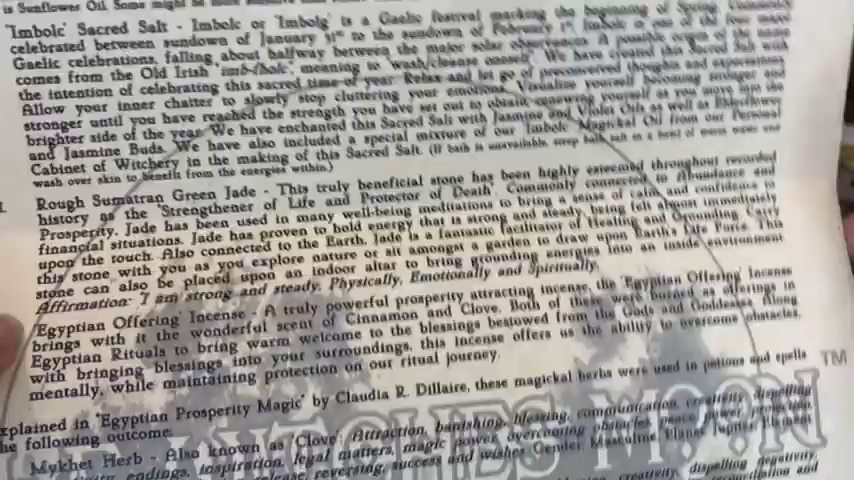 is Sunflower Oil. Some might
'Imbolc' Sacred Salt - Imbolc or 'Imbolg' is a Gaelic festival marking the beginning of Spring. Commonly
celebrated between sundown of January 31st to the sundown of February 1st. Imbolc is one of the four major
Gaelic celebrations, falling about halfway between the major solar observances. A possible origin of the name
comes from the Old Irish 'imb-fholc', meaning to 'wash/cleanse oneself'. We have created this Sacred Salt with
the intention of celebrating this sacred time of year. Relax and let go of preconceived thoughts and expectations
Allow your inner chatter to slowly stop cluttering your emotions. Visualize yourself becoming stronger and
stronger until you have reached the strength you have set out to obtain, renewing yourself as you move into the
brighter side of the year. We have enchanted this Sacred Salt with Jasmine and Violet Oils as well as
and Jasmine Buds. We have also included a special mixture of our Imbolc Magickal Oil from our Personal
Cabinet of Witchery in the making of this Sacred Salt. (If bath is unavailable, steep bath salt in a bowl of warm water and
wash over skin to benefit from the energies within)
Rough Sumatran Green Jade - This truly beneficial stone has been highly esteemed throughout recorded
history as the 'Strengthener of Life and Protector of Death'. Commonly connected to Abundance and
Prosperity, Jade has been used in many well-being meditations to bring a sense of calm and confidence in
financial situations. Jade has proven to hold energy that is strong and steady, being felt almost immediately
upon the touch. Also connected to the Earth, Jade is a fantastic facilitator of Healing and Grounding. Carry
this stone with you as you explore nature or sit amongst a garden to draw upon Earth's Life Force. This
stone can also be placed upon an indoor altar to bring grounding energies into an inside environment
Affirmation: 'I am strong and steady, Physically, Emotionally and Spiritually.
'Egyptian Offering' Incense - A truly powerful prosperity attracting incense, the 'Egyptian Offering' Incense
brings with it the wonderful scent of Cinnamon and Clove. Both of these were burned as offerings in
Egyptian Rituals to bring warm welcome to the blessings bestowed from the Gods and Goddesses. Along
with bringing blessings into your surroundings, this incense offers us the ability to overcome obstacles
mentally, while maintaining protection on our ritual journey.
xplained in 'Egyptian Prosperity Magic' by Claudia R. Dillaire, these magickal herbs were used in potions and spells
he following outcome.
Mykhet Herb - Also known as 'Clove'; Attraction, banishing, blessing, communication, creativity, dispelling
endings, inspiration, legal matters, magic power, overcoming obstacles, peace, power, protection,
release, reversing, success and wishes. Gender: Masculine, Planet: Jupiter, Element
creativity, dispelling negativity,
reconciliation and
WITCHES MOON
TM